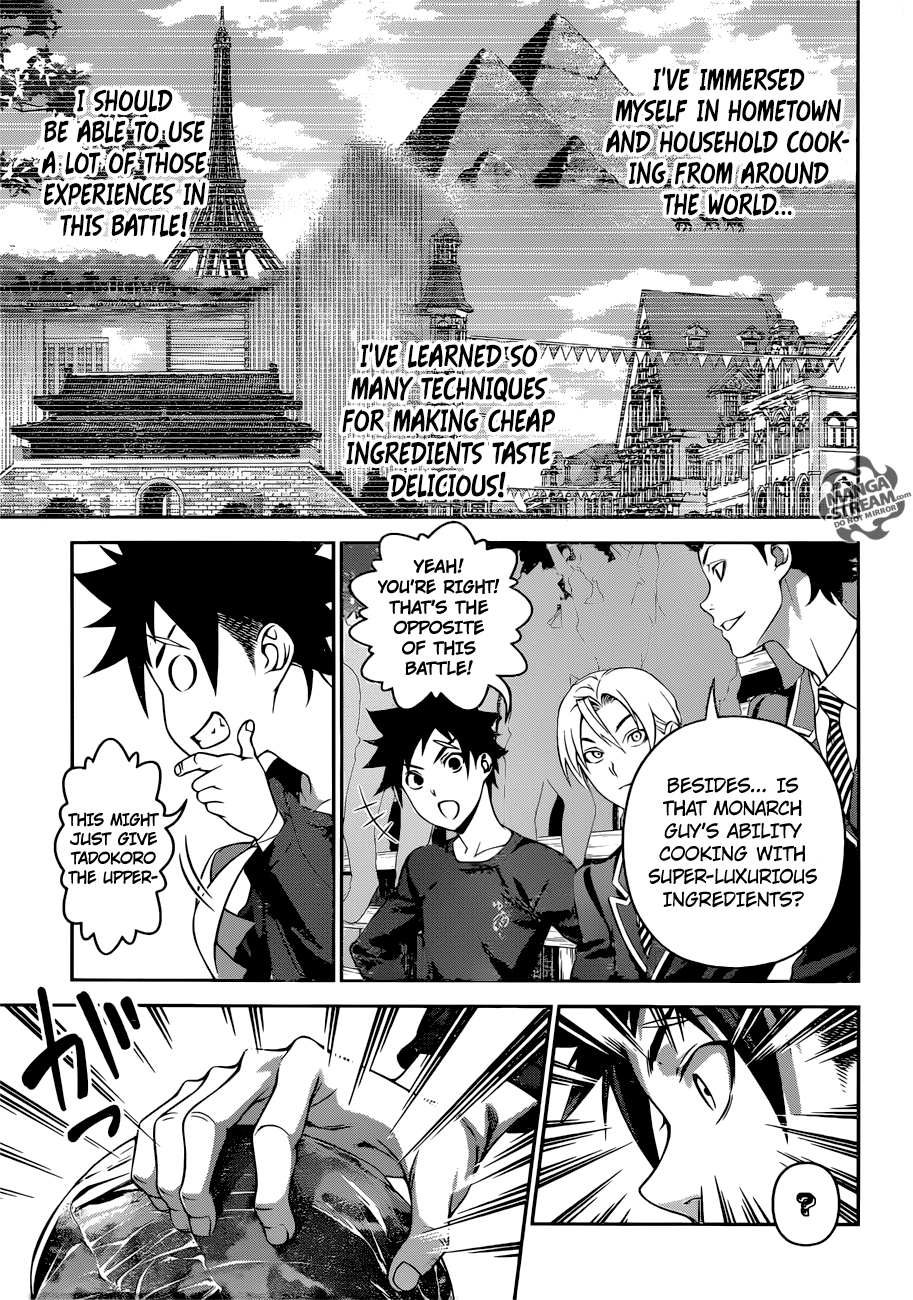 I'VE IMMERSED
MYSELF IN HOMETOWN
AND HOUSEHOLD COOK-
ING FROM AROUND
THE WORLD...
I SHOULD
BE ABLE TO USE
A LOT OF THOSE
EXPERIENCES IN
THIS BATTLE!
I'VE LEARNED SO
MANY TECHNIQUES
FOR MAKING CHEAP
INGREDIENTS TASTE
DELICIOUS!
MANGA
STREAM.com
DO NOT MIRROR!
BESIDES... IS
THAT MONARCH
GUY'S ABILITY
COOKING WITH
SUPER-LUXURIOUS
INGREDIENTS?
YEAH!
YOU'RE RIGHT!
THAT'S THE
OPPOSITE
OF THIS
BATTLE!
THIS MIGHT
JUST GIVE
TADOKORO
THE UPPER-
?
ガッ